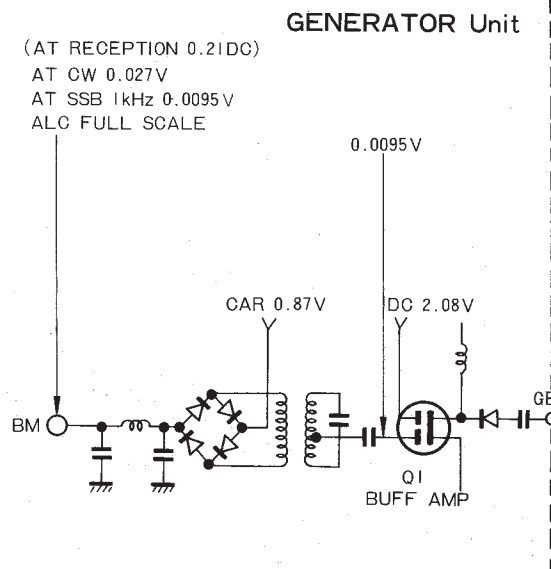 GENERATOR Unit
(AT RECEPTION 0.21DC)
AT CW 0.027V
AT SSB 1kHz 0.0095V
ALC FULL SCALE
0.0095V
CAR 0.87V
DC 2.08V
BM
GE
Q1
BUFF AMP